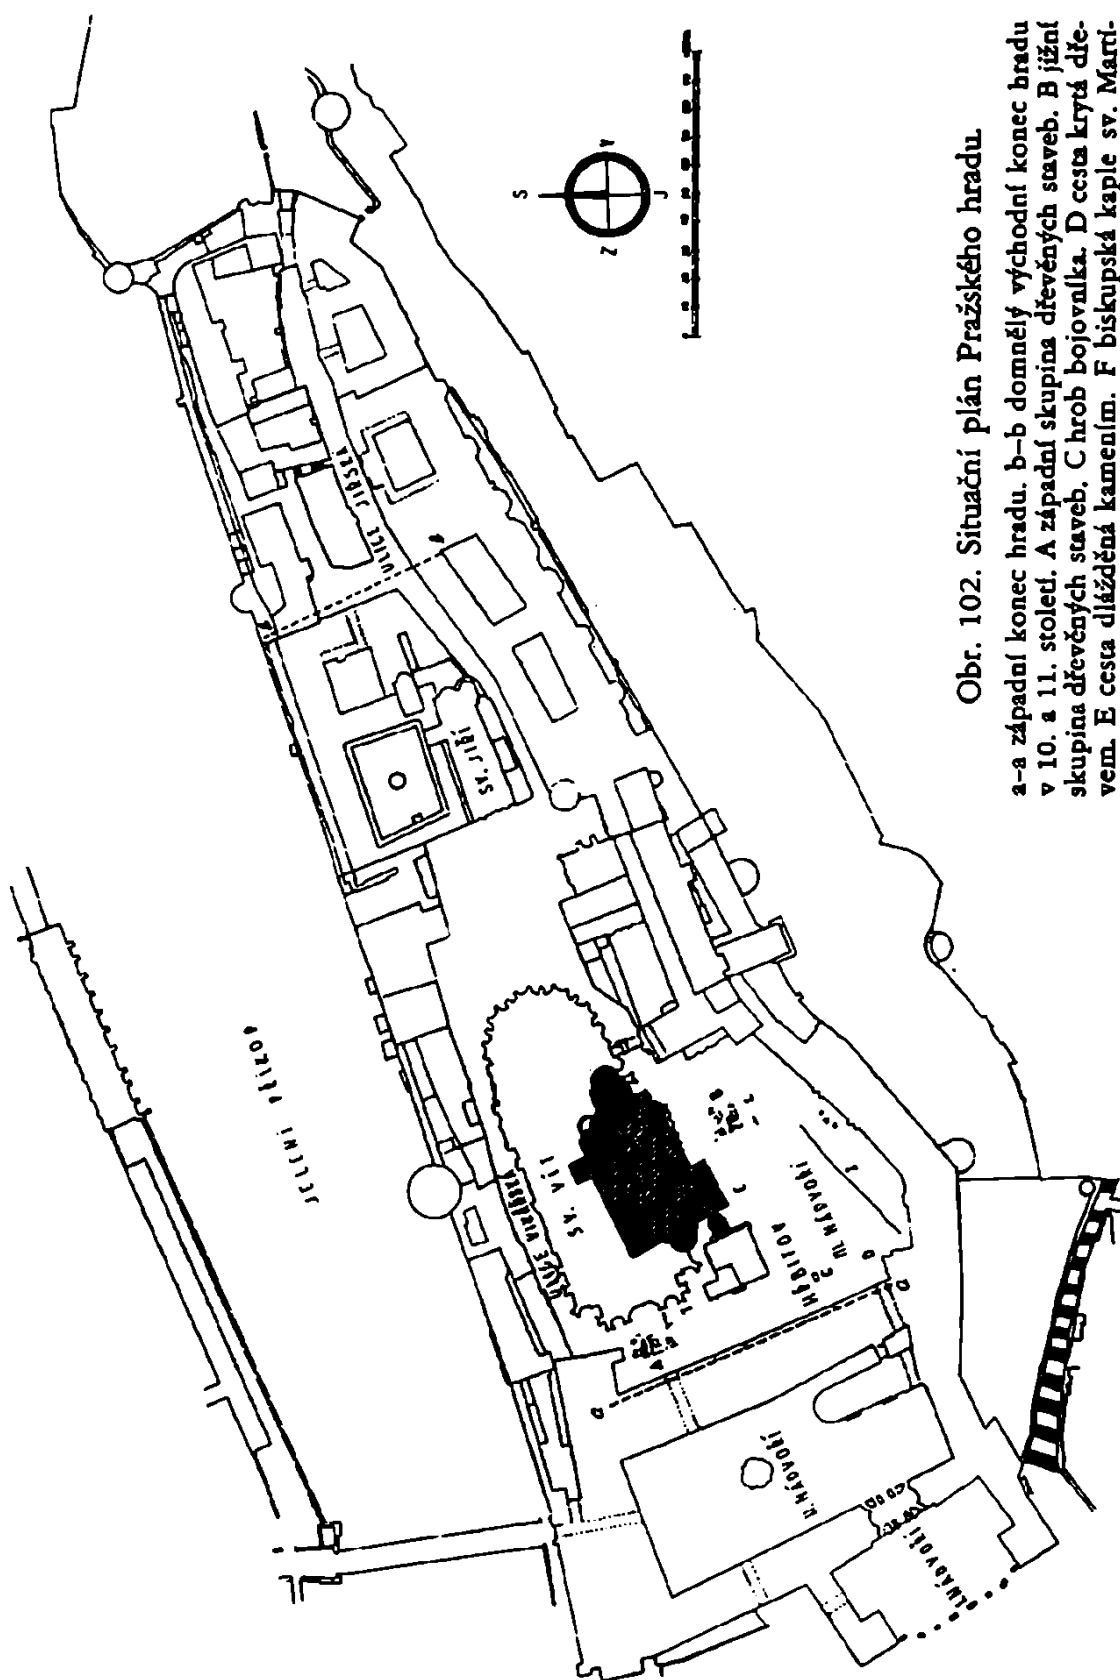 S
Z
V
J
JELENÍ PŘÍKOP
ULICE JIŘSKÁ
SV. JIŘÍ
ULICE VIKÁŘSKÁ
SV. VÍT
HŘBITOV
III. NÁDVOŘÍ
II. NÁDVOŘÍ
I. NÁDVOŘÍ
a
a
A
B
C
D
Obr. 102. Situační plán Pražského hradu.
a–a západní konec hradu. b–b domnělý východní konec hradu
v 10. a 11. století. A západní skupina dřevěných staveb. B jižní
skupina dřevěných staveb. C hrob bojovníka. D cesta krytá dře-
vem. E cesta dlážděná kamením. F biskupská kaple sv. Marti-